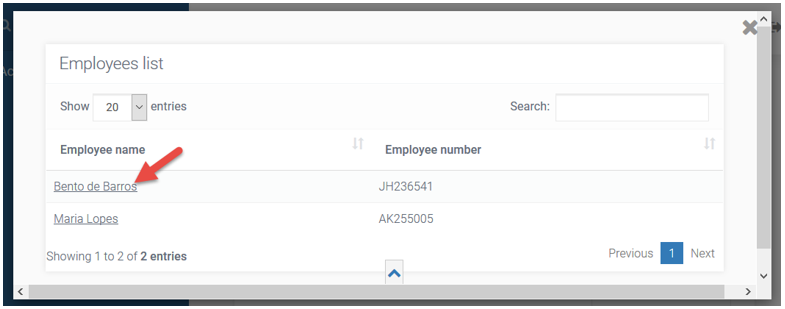 Employees list
Show 20 entries Search:
Employee name Employee number
Bento de Barros JH236541
Maria Lopes AK255005
Showing 1 to 2 of 2 entries Previous 1 Next